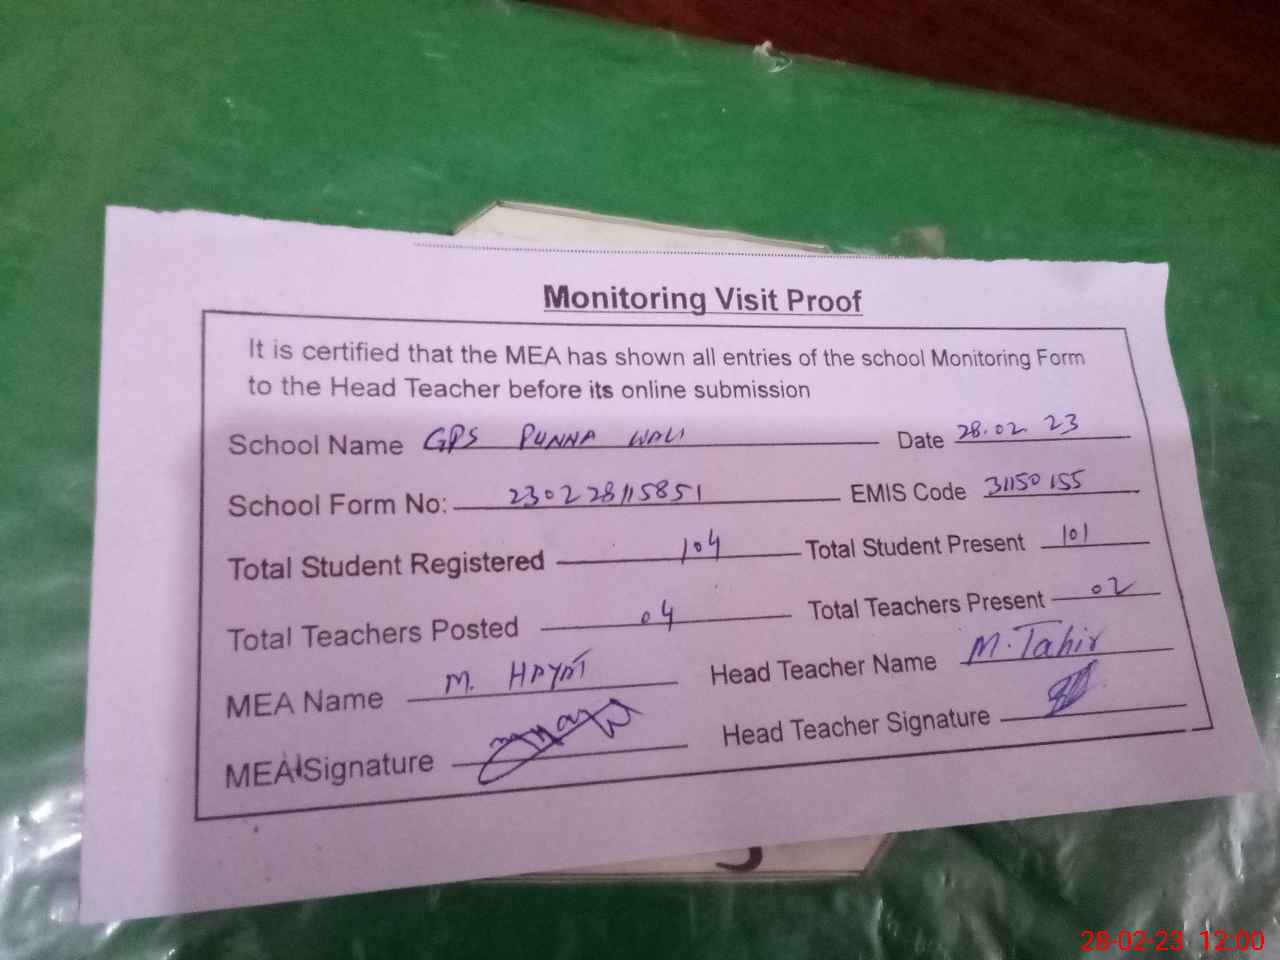 Monitoring Visit Proof
It is certified that the MEA has shown all entries of the school Monitoring Form
to the Head Teacher before its online submission
School Name GPS PUNNA WALI Date 28.02 23
School Form No: 230228115851 EMIS Code 31150155
Total Student Registered 104 Total Student Present 101
Total Teachers Posted 04 Total Teachers Present 02
MEA Name M. HAYAT Head Teacher Name M. Tahir
MEA Signature Head Teacher Signature
28-02-23 12:00